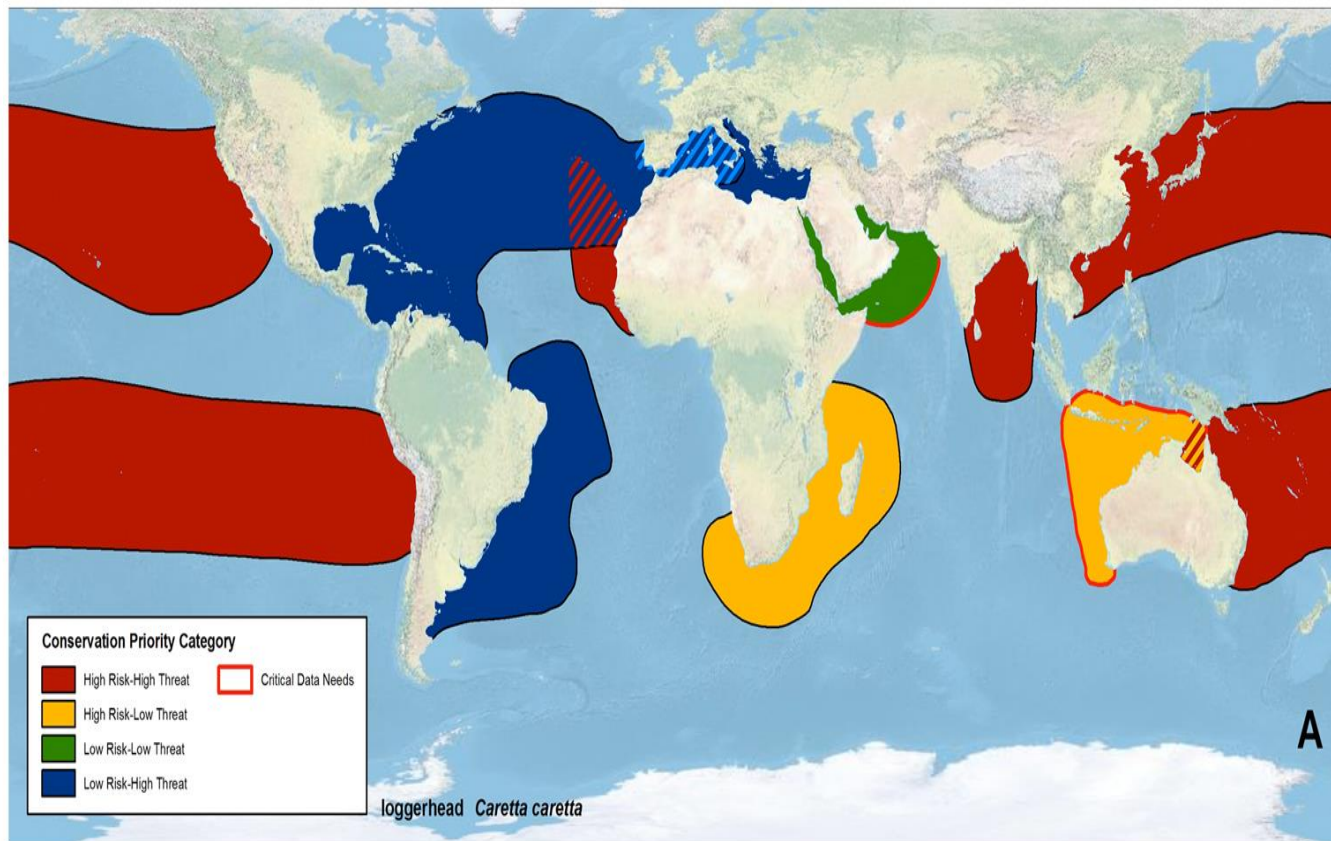 Conservation Priority Category
High Risk-High Threat
Critical Data Needs
High Risk-Low Threat
Low Risk-Low Threat
Low Risk-High Threat
A
loggerhead Caretta caretta